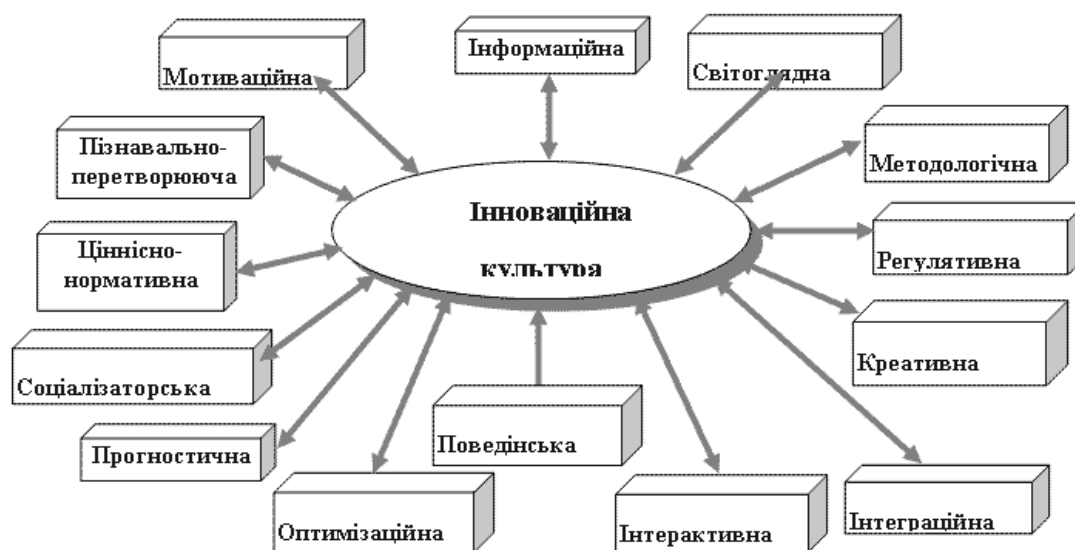 Мотиваційна
Інформаційна
Світоглядна
Пізнавально-
перетворююча
Методологічна
Інноваційна
культура
Ціннісно-
нормативна
Регулятивна
Соціалізаторська
Креативна
Прогностична
Поведінська
Оптимізаційна
Інтерактивна
Інтеграційна